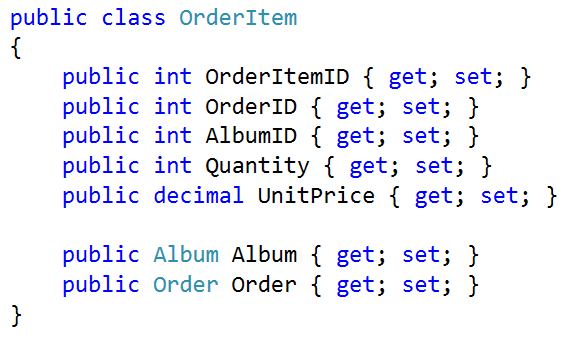 public class OrderItem
{
    public int OrderItemID { get; set; }
    public int OrderID { get; set; }
    public int AlbumID { get; set; }
    public int Quantity { get; set; }
    public decimal UnitPrice { get; set; }

    public Album Album { get; set; }
    public Order Order { get; set; }
}